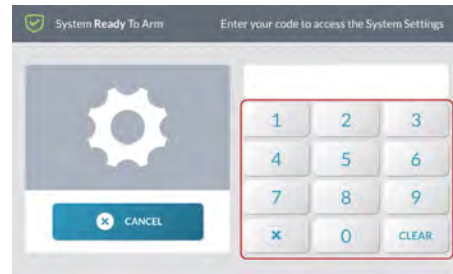 System Ready To Arm
Enter your code to access the System Settings
1 2 3
4 5 6
7 8 9
× 0 CLEAR
CANCEL